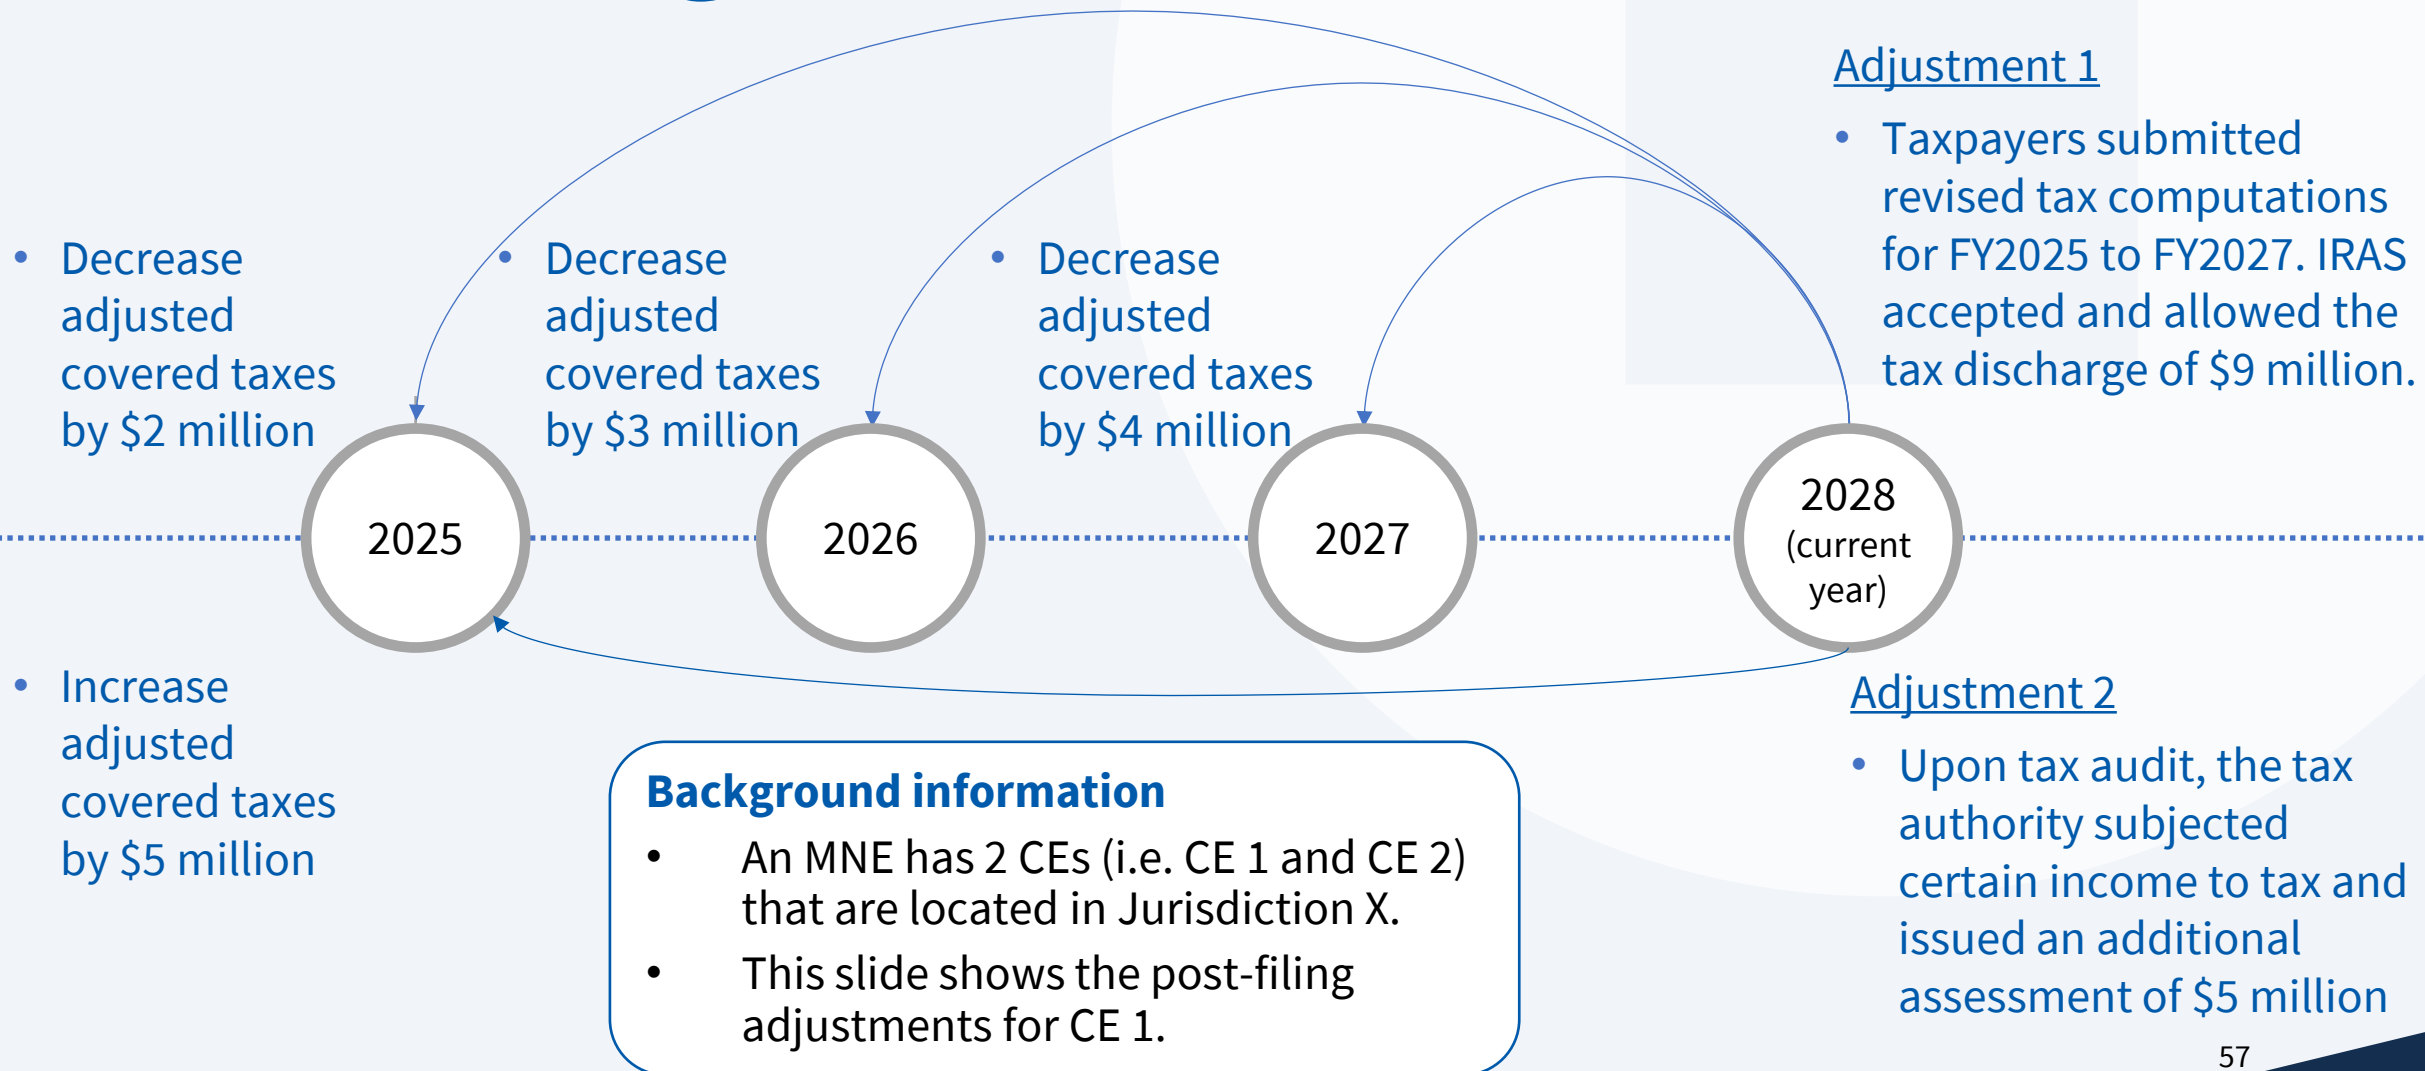 Adjustment 1
• Taxpayers submitted
revised tax computations
for FY2025 to FY2027. IRAS
accepted and allowed the
tax discharge of $9 million.
• Decrease
adjusted
covered taxes
by $2 million
• Decrease
adjusted
covered taxes
by $3 million
• Decrease
adjusted
covered taxes
by $4 million
2025
2026
2027
2028
(current
year)
• Increase
adjusted
covered taxes
by $5 million
Background information
• An MNE has 2 CEs (i.e. CE 1 and CE 2)
that are located in Jurisdiction X.
• This slide shows the post-filing
adjustments for CE 1.
Adjustment 2
• Upon tax audit, the tax
authority subjected
certain income to tax and
issued an additional
assessment of $5 million
57